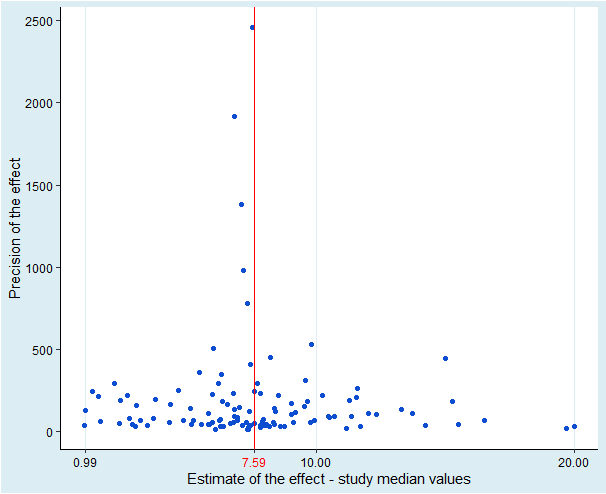 Precision of the effect
2500
2000
1500
1000
500
0
0.99 7.59 10.00 20.00
Estimate of the effect - study median values